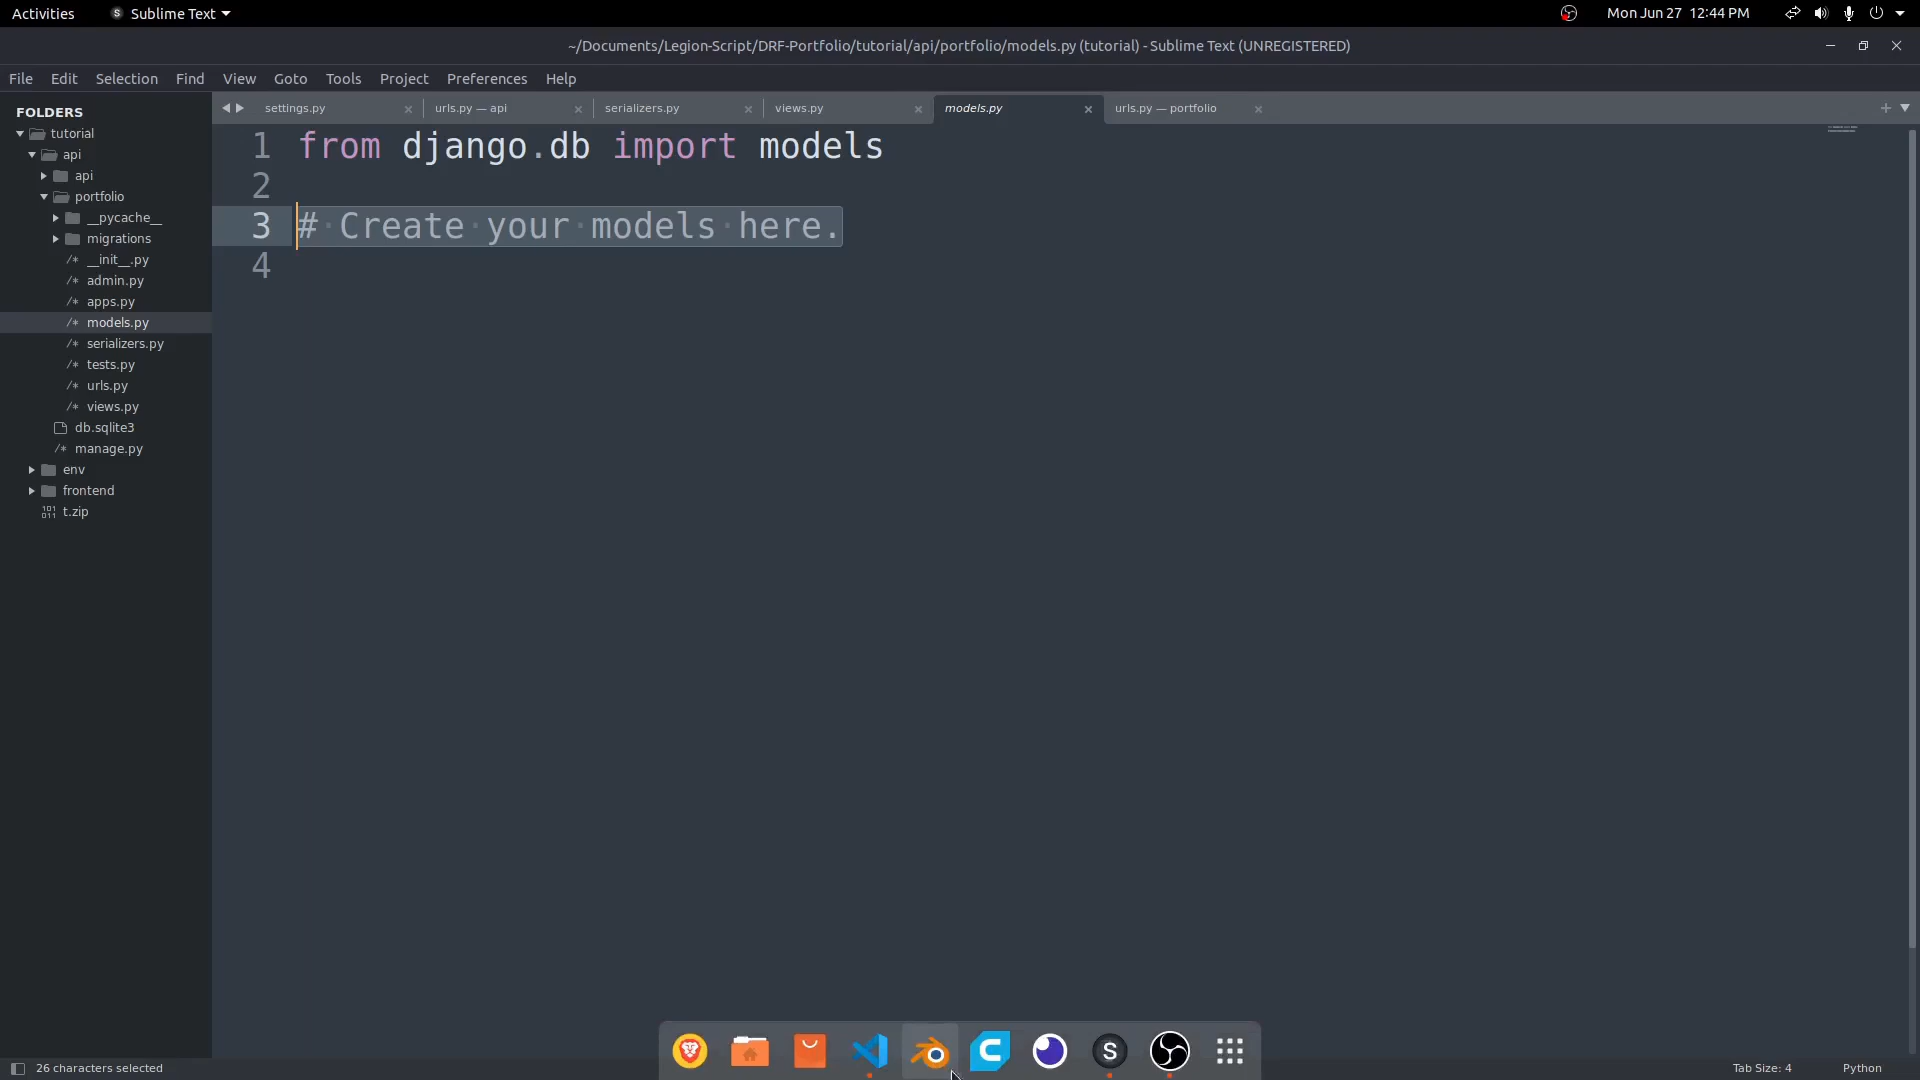 Activities
Sublime Text
Mon Jun 27 12:44 PM
~/Documents/Legion-Script/DRF-Portfolio/tutorial/api/portfolio/models.py (tutorial) - Sublime Text (UNREGISTERED)
File Edit Selection Find View Goto Tools Project Preferences Help
FOLDERS
tutorial
api
api
portfolio
__pycache__
migrations
/* __init__.py
/* admin.py
/* apps.py
/* models.py
/* serializers.py
/* tests.py
/* urls.py
/* views.py
db.sqlite3
/* manage.py
env
frontend
t.zip
settings.py
urls.py — api
serializers.py
views.py
models.py
urls.py — portfolio
1 from django.db import models
2
3 # Create your models here.
4
26 characters selected
Tab Size: 4
Python